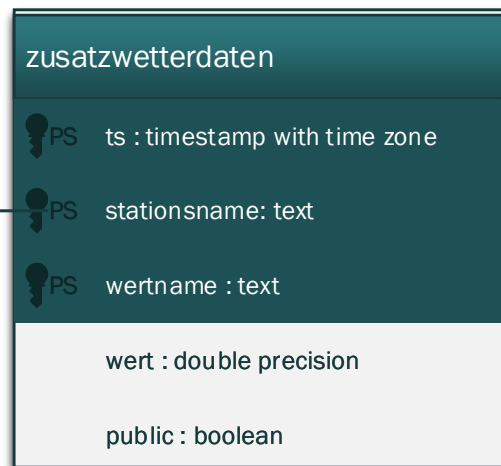 zusatzwetterdaten
PS ts : timestamp with time zone
PS stationsname: text
PS wertname : text
wert : double precision
public : boolean